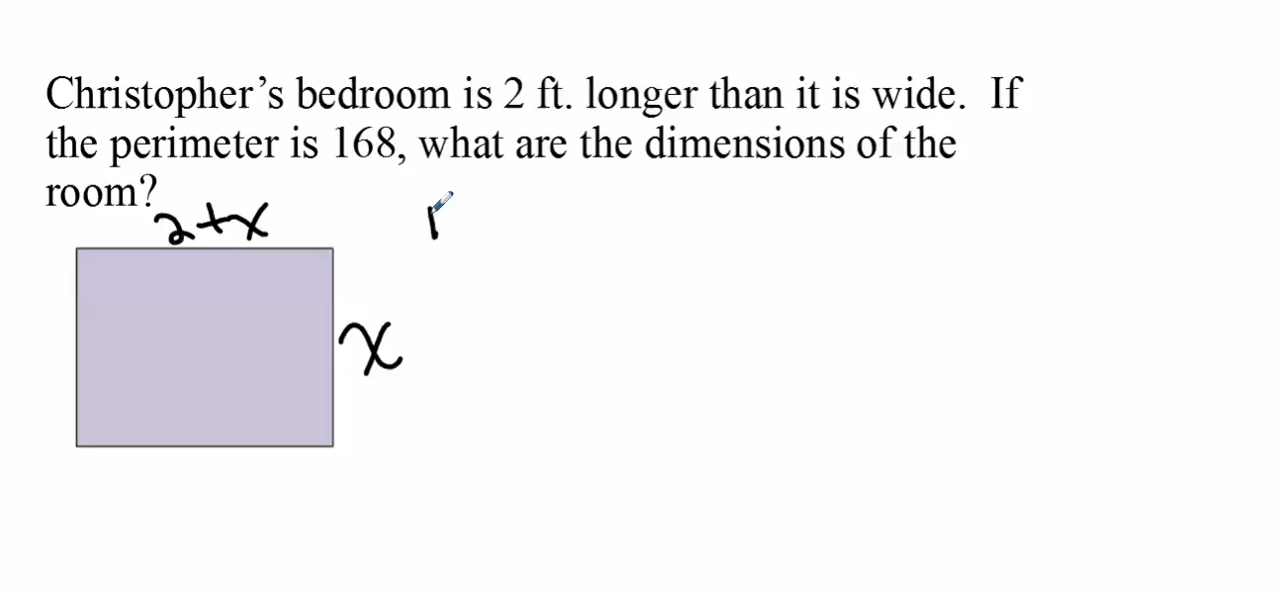 Christopher’s bedroom is 2 ft. longer than it is wide.  If
the perimeter is 168, what are the dimensions of the
room?
2+x
x